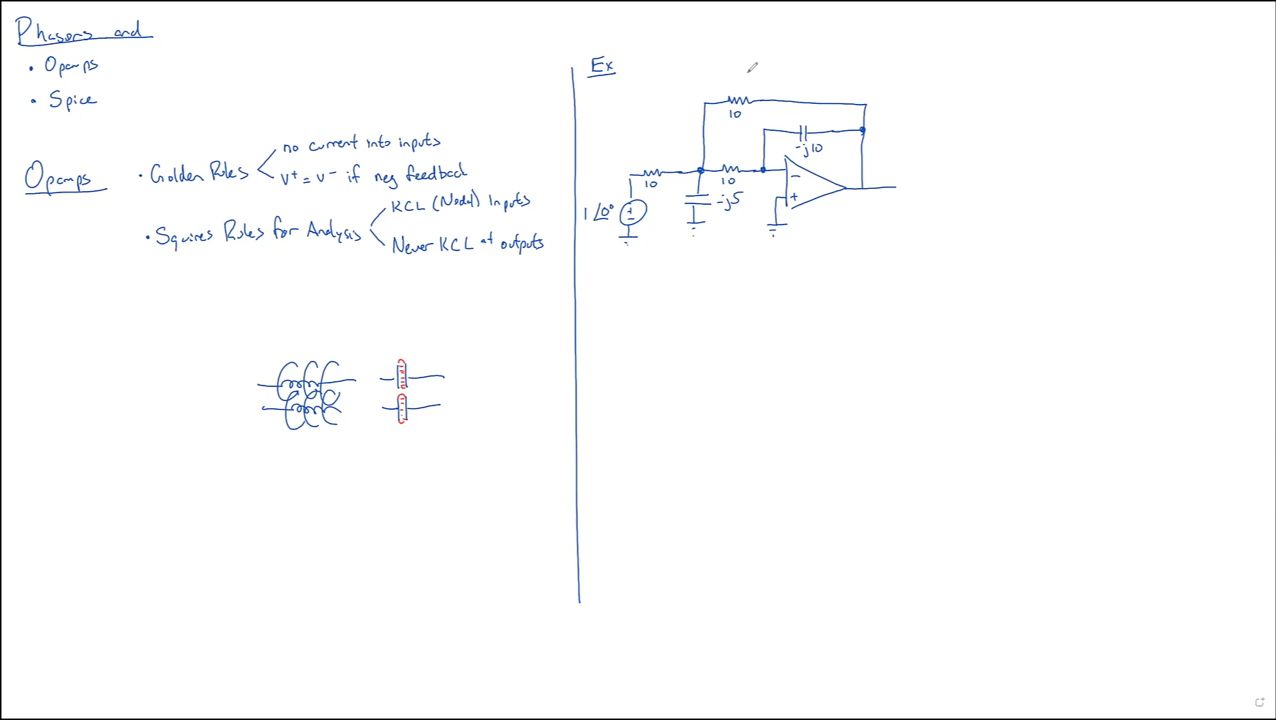 Phasors and
• Opamps
• Spice
Opamps
• Golden Rules
no current into inputs
v⁺ = v⁻ if neg feedback
• Squires Rules for Analysis
KCL (Nodal) Inputs
Never KCL at outputs
Ex
10
-j10
10
10
-j5
1∠0°
+
−
−
+